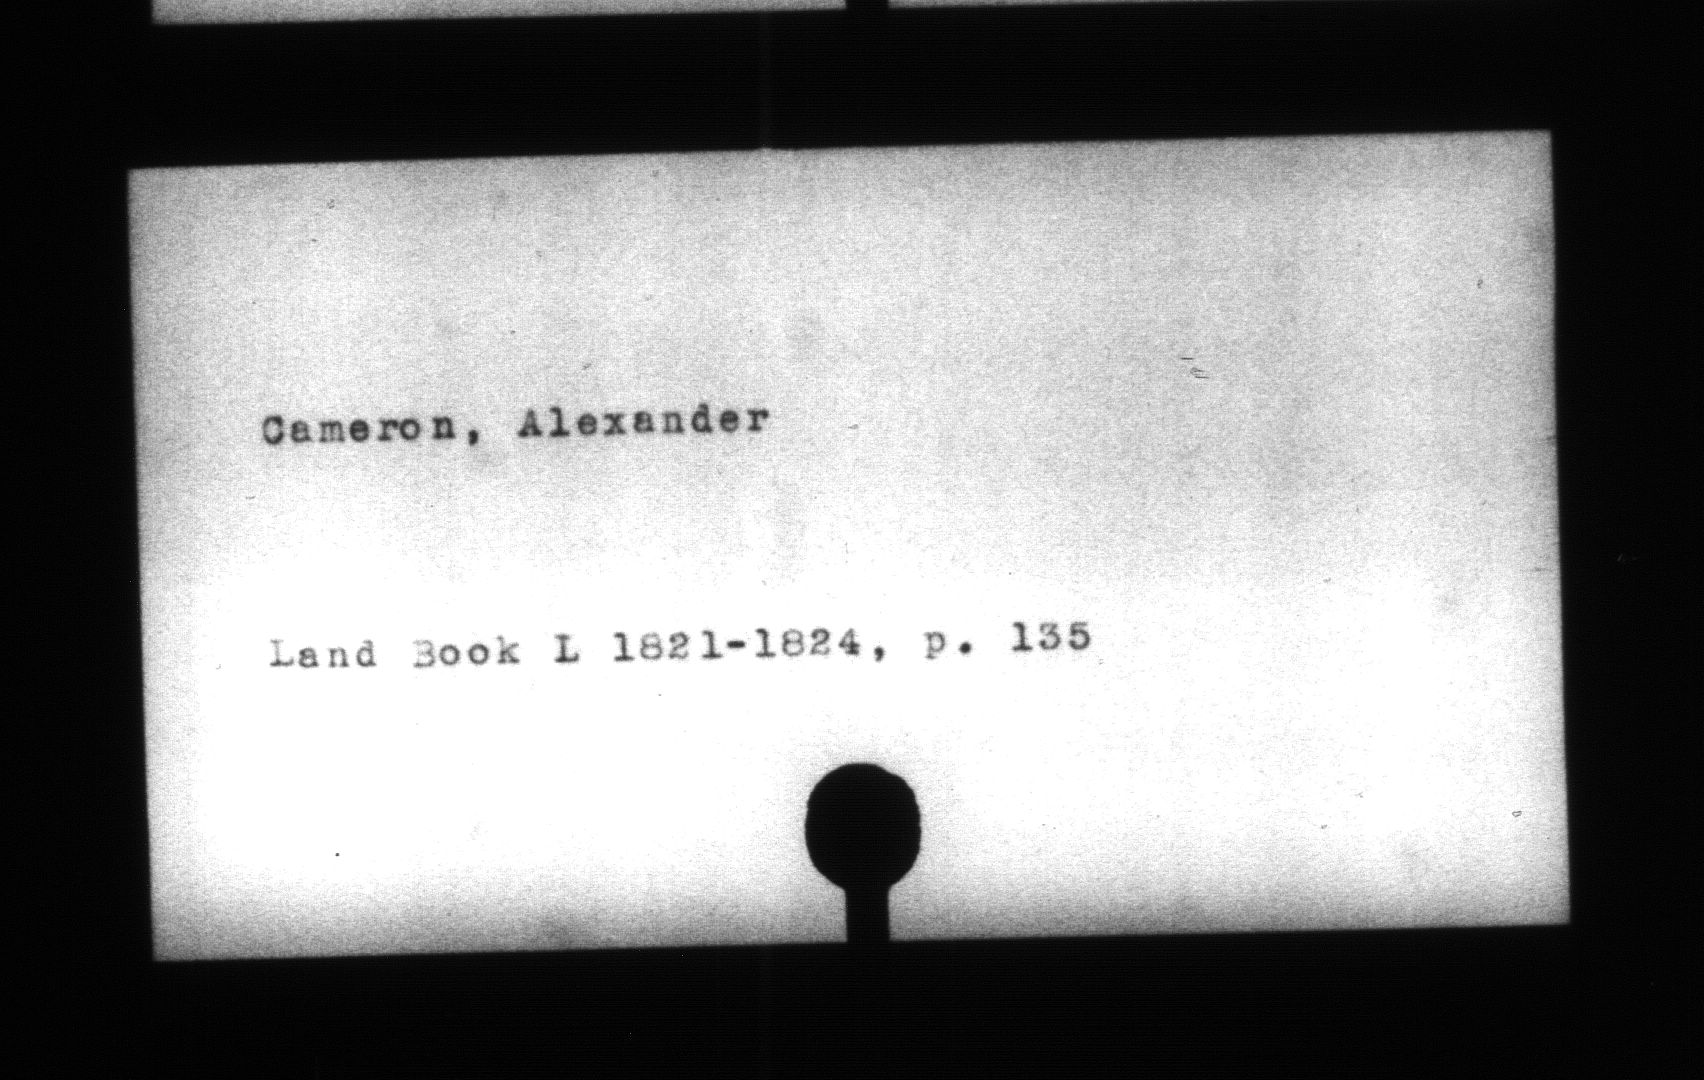 Cameron, Alexander
Land Book L 1821-1824, p. 135